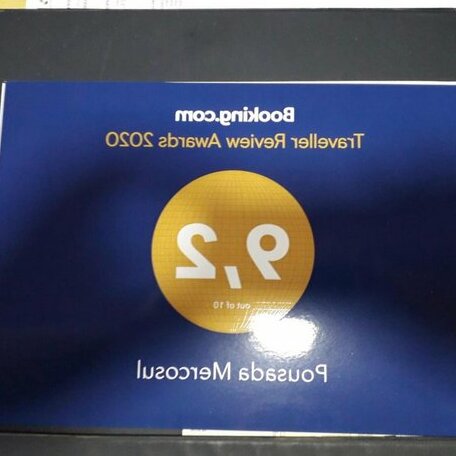 Booking.com
Traveller Review Awards 2020
9,2
out of 10
Pousada Mercosul